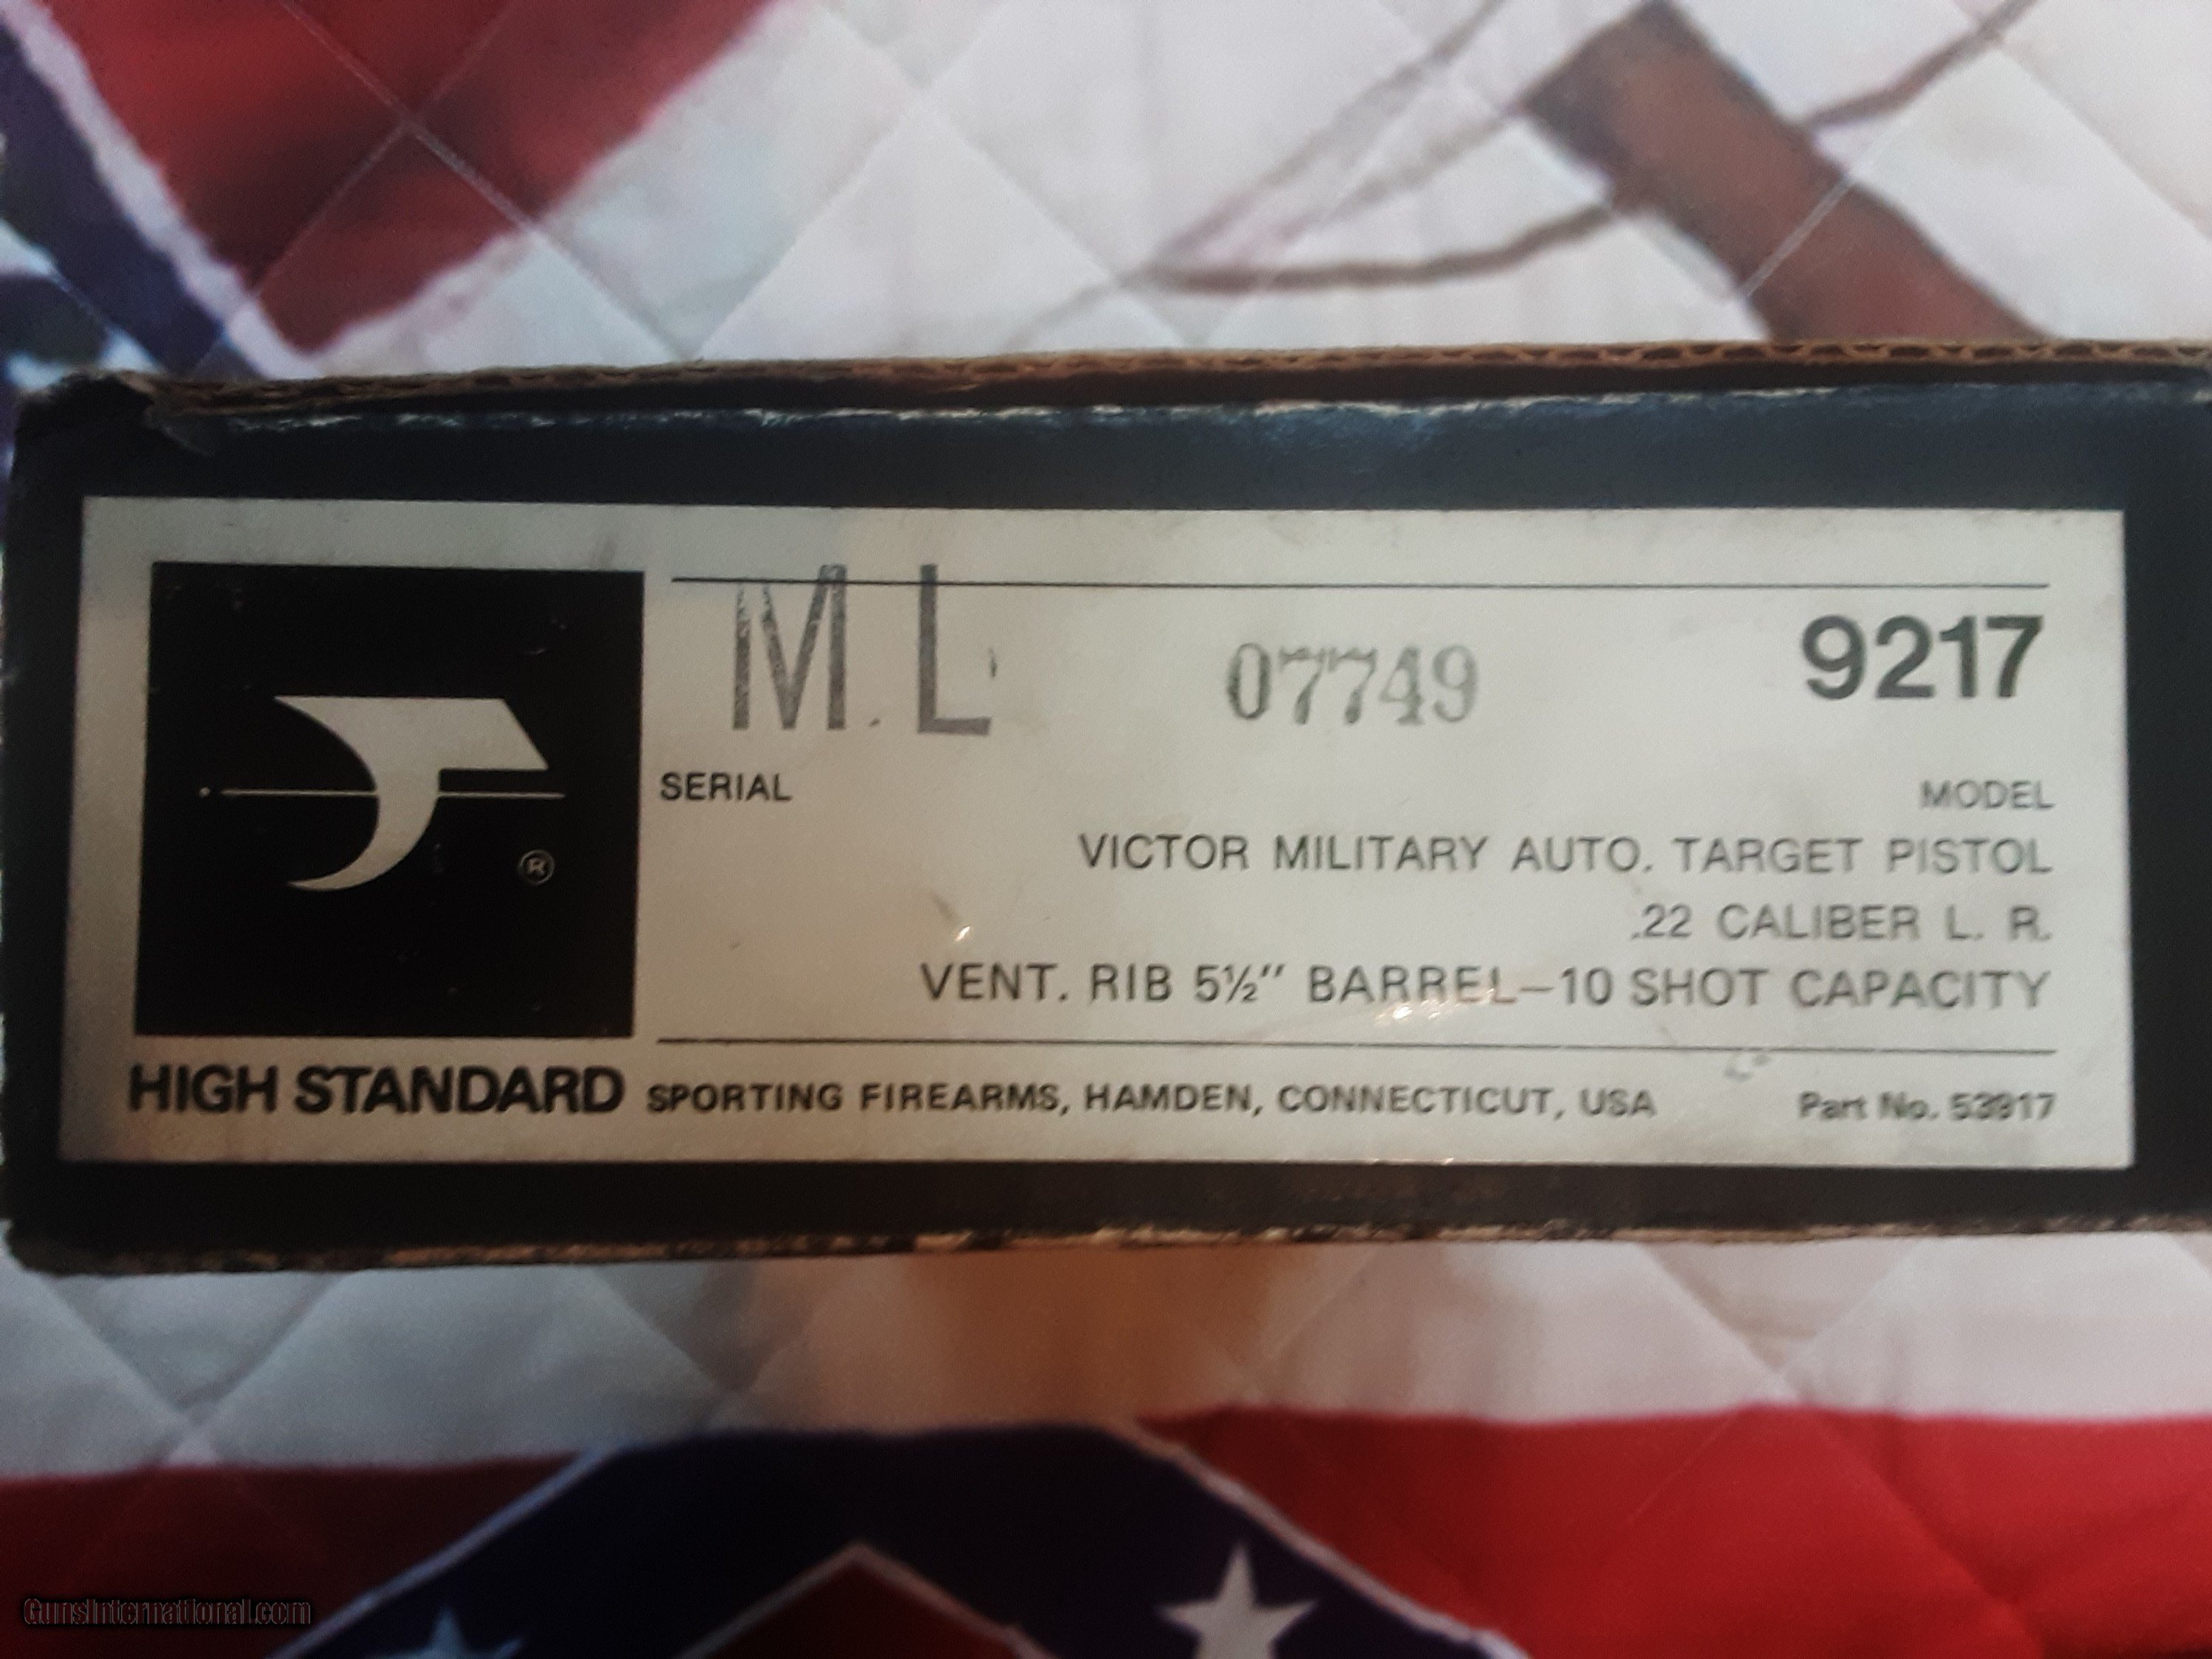 M.L 07749 9217
SERIAL MODEL
VICTOR MILITARY AUTO. TARGET PISTOL
.22 CALIBER L. R.
VENT. RIB 5½" BARREL–10 SHOT CAPACITY
®
HIGH STANDARD SPORTING FIREARMS, HAMDEN, CONNECTICUT, USA Part No. 53917
GunsInternational.com